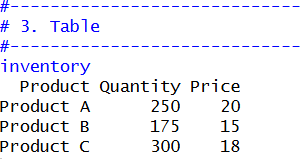 #-----------------------------
# 3. Table
#-----------------------------
inventory
  Product Quantity Price
Product A      250    20
Product B      175    15
Product C      300    18